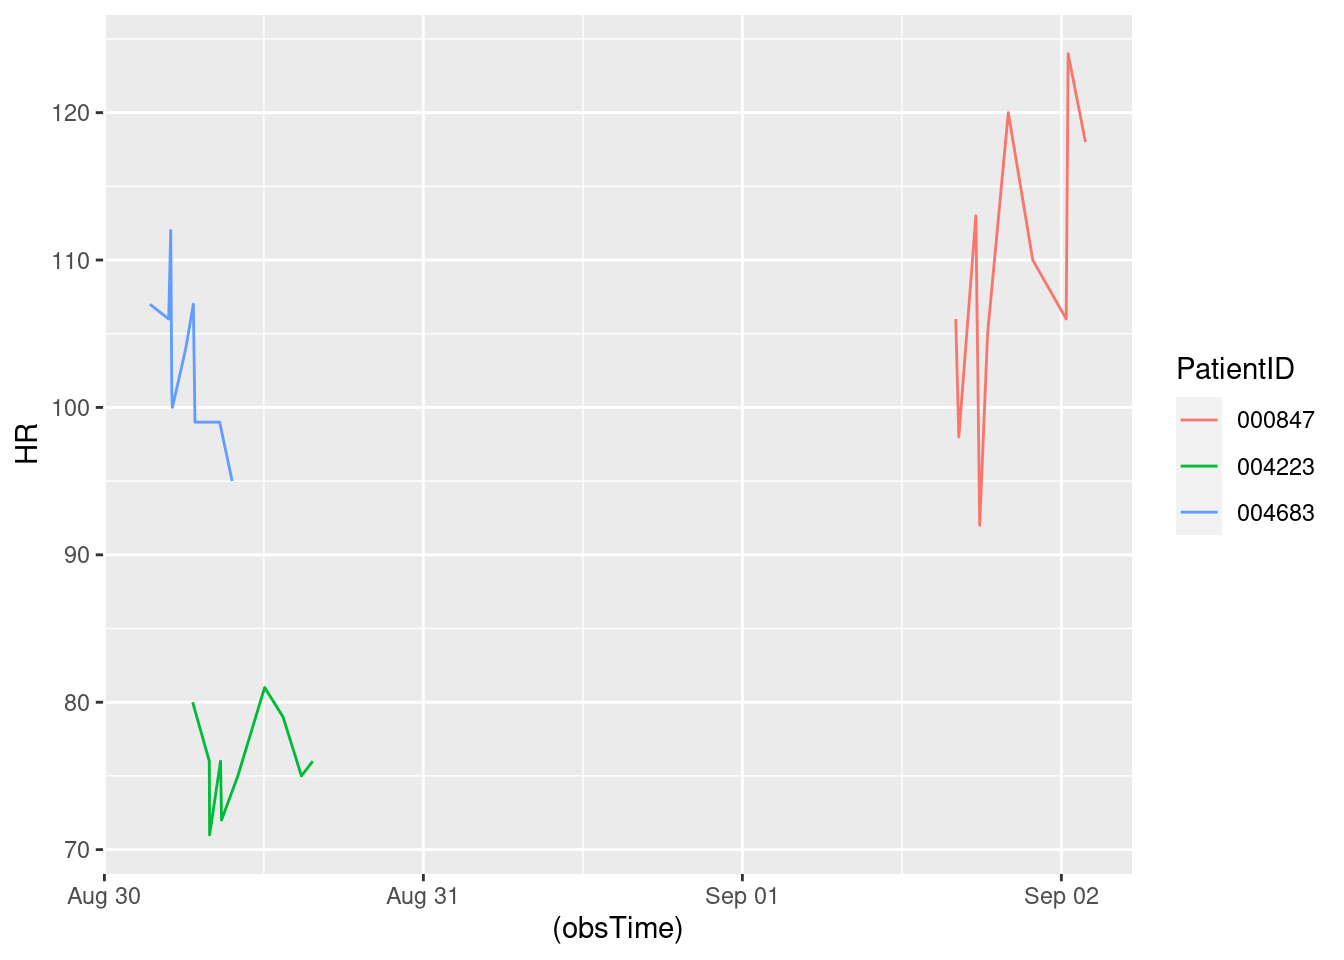 HR
120
110
100
90
80
70
Aug 30
Aug 31
Sep 01
Sep 02
(obsTime)
PatientID
000847
004223
004683